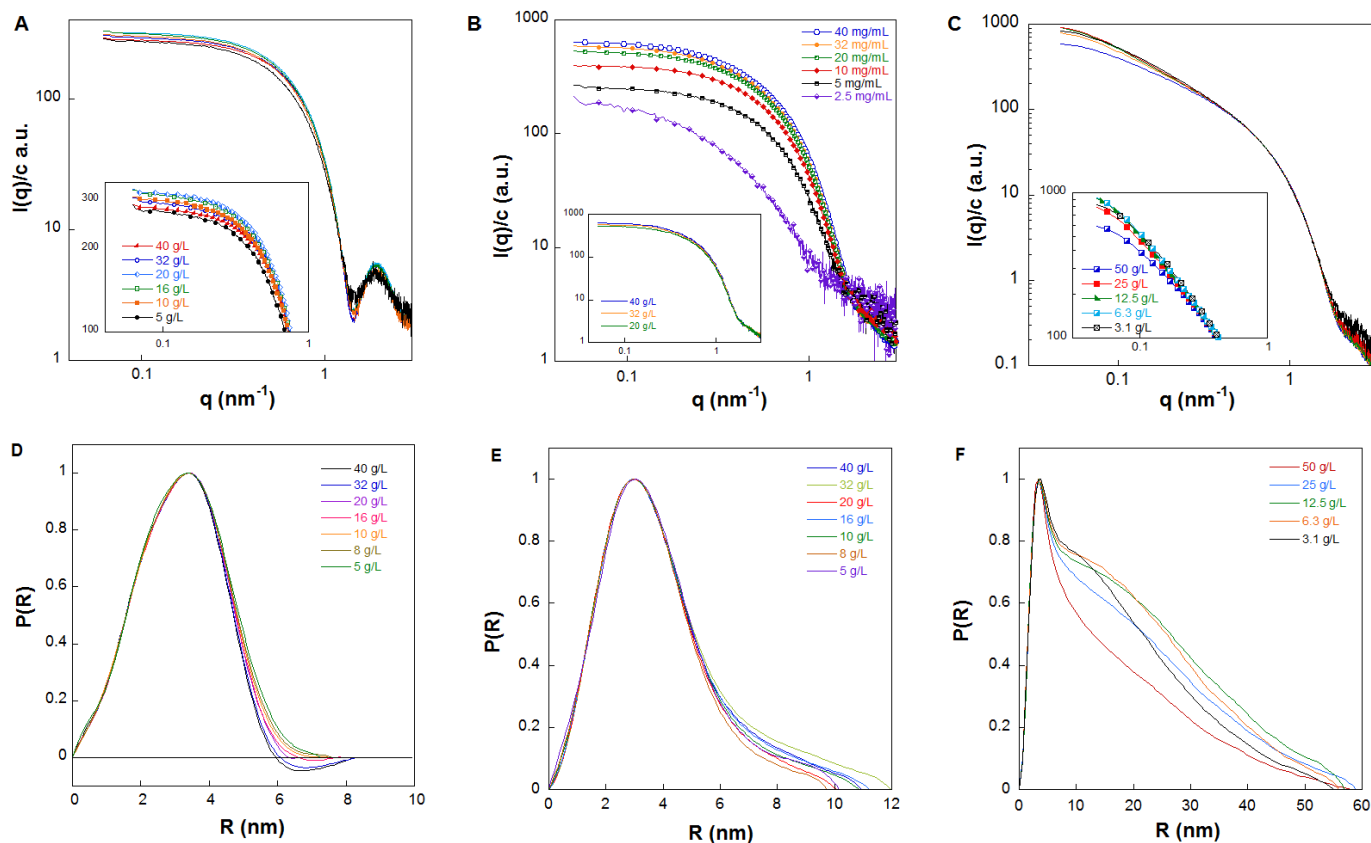 A
I(q)/c a.u.
100
10
1
0.1
1
q (nm⁻¹)
300
200
100
0.1
1
40 g/L
32 g/L
20 g/L
16 g/L
10 g/L
5 g/L
B
I(q)/c (a.u.)
1000
100
10
1
0.1
1
q (nm⁻¹)
40 mg/mL
32 mg/mL
20 mg/mL
10 mg/mL
5 mg/mL
2.5 mg/mL
1000
100
10
1
0.1
1
40 g/L
32 g/L
20 g/L
C
I(q)/c (a.u.)
1000
100
10
1
0.1
0.1
1
q (nm⁻¹)
1000
100
0.1
1
50 g/L
25 g/L
12.5 g/L
6.3 g/L
3.1 g/L
D
P(R)
1
0.8
0.6
0.4
0.2
0
0
2
4
6
8
10
R (nm)
40 g/L
32 g/L
20 g/L
16 g/L
10 g/L
8 g/L
5 g/L
E
P(R)
1
0.8
0.6
0.4
0.2
0
0
2
4
6
8
10
12
R (nm)
40 g/L
32 g/L
20 g/L
16 g/L
10 g/L
8 g/L
5 g/L
F
P(R)
1
0.8
0.6
0.4
0.2
0
0
10
20
30
40
50
60
R (nm)
50 g/L
25 g/L
12.5 g/L
6.3 g/L
3.1 g/L